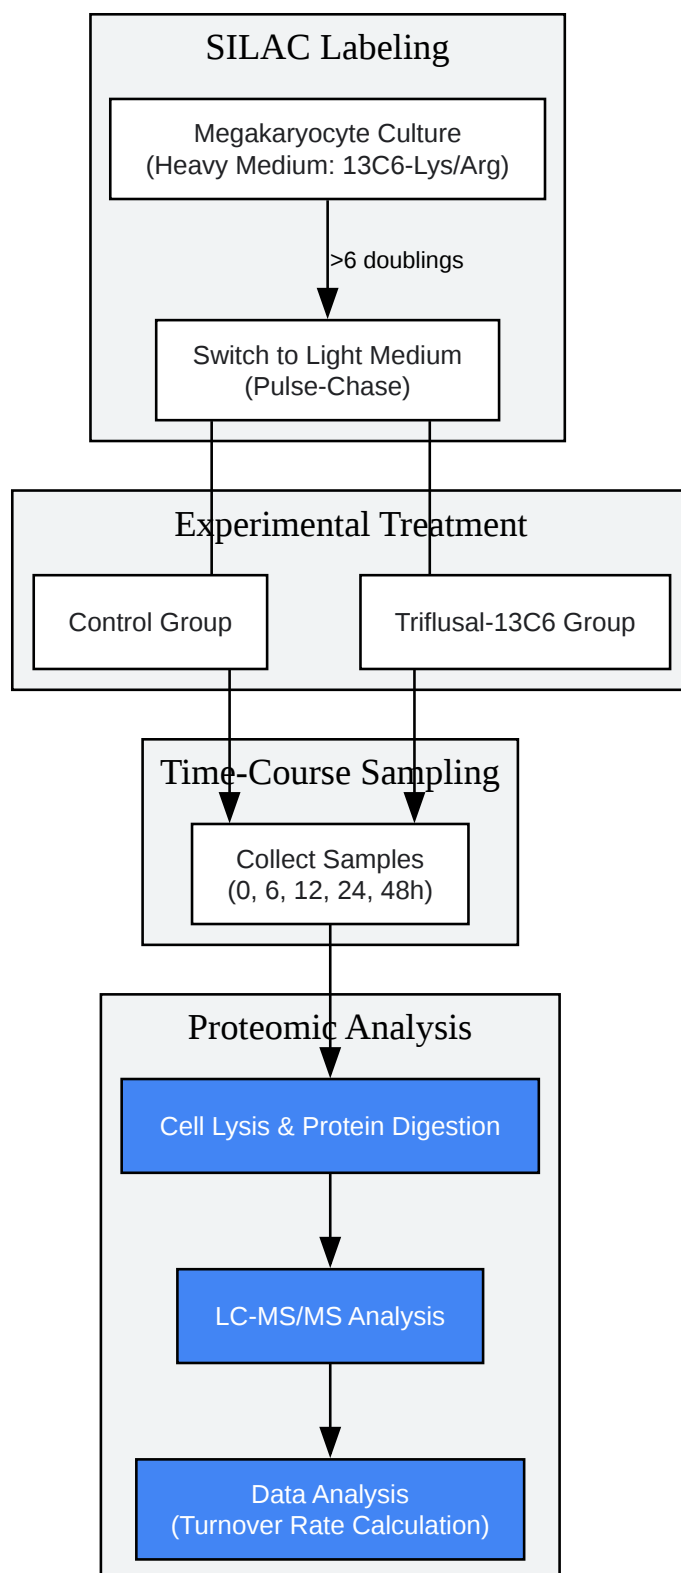 SILAC Labeling
Megakaryocyte Culture
(Heavy Medium: 13C6-Lys/Arg)
>6 doublings
Switch to Light Medium
(Pulse-Chase)
Experimental Treatment
Control Group
Triflusal-13C6 Group
Time-Course Sampling
Collect Samples
(0, 6, 12, 24, 48h)
Proteomic Analysis
Cell Lysis & Protein Digestion
LC-MS/MS Analysis
Data Analysis
(Turnover Rate Calculation)